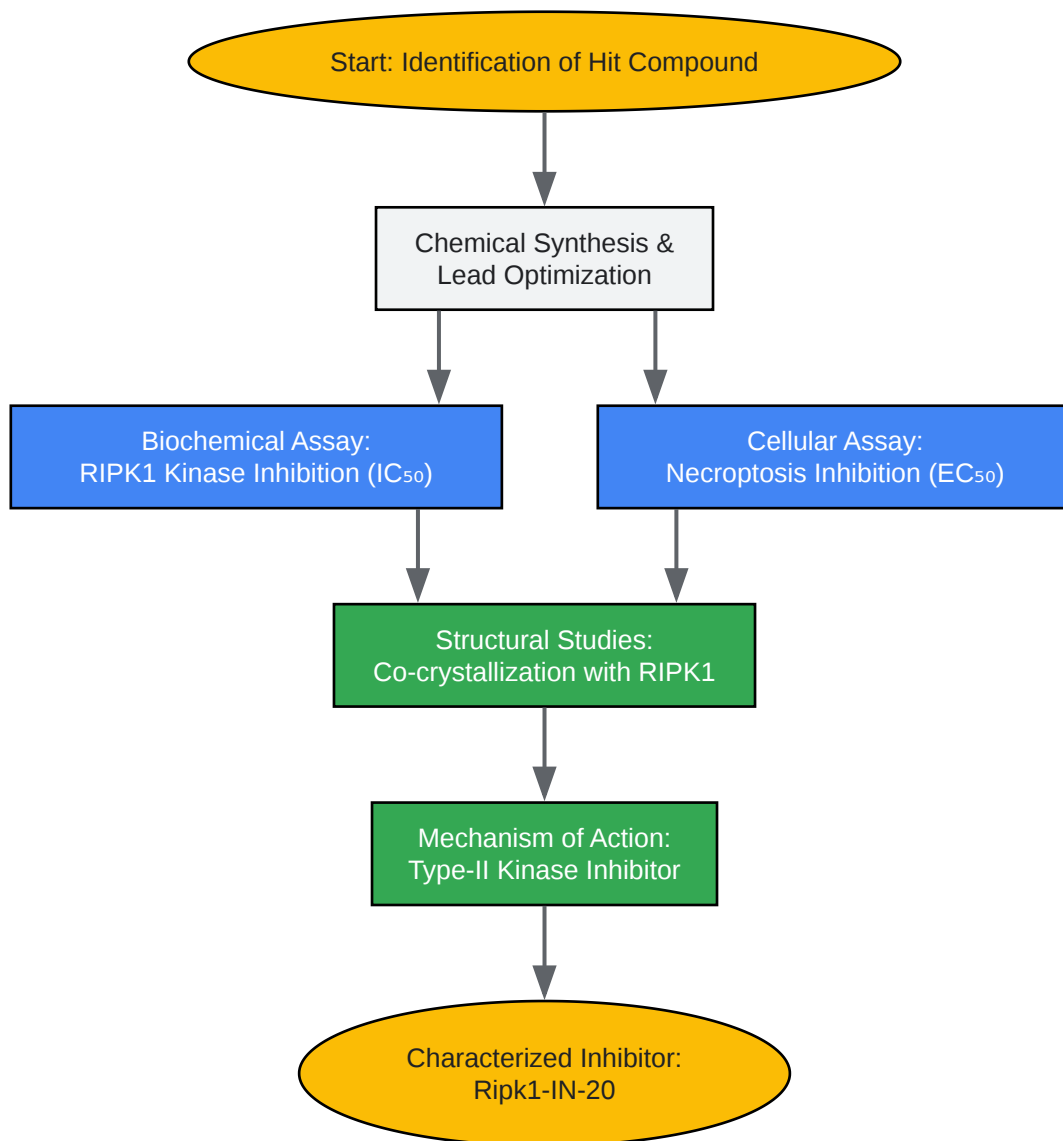 Start: Identification of Hit Compound
Chemical Synthesis &
Lead Optimization
Biochemical Assay:
RIPK1 Kinase Inhibition (IC₅₀)
Cellular Assay:
Necroptosis Inhibition (EC₅₀)
Structural Studies:
Co-crystallization with RIPK1
Mechanism of Action:
Type-II Kinase Inhibitor
Characterized Inhibitor:
Ripk1-IN-20